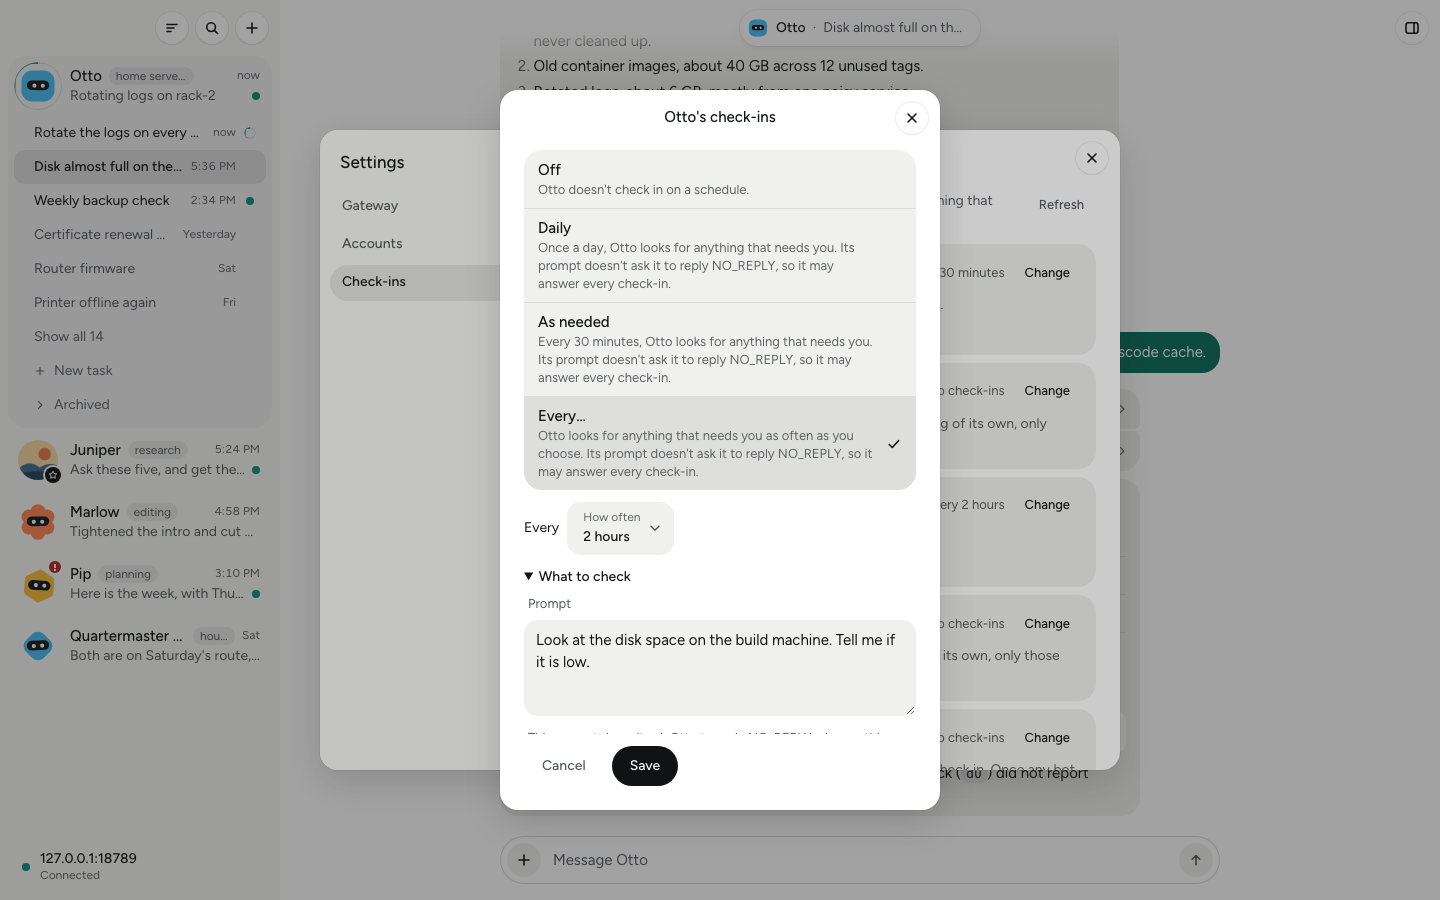 Otto home serve... now
Rotating logs on rack-2
Rotate the logs on every ... now
Disk almost full on the... 5:36 PM
Weekly backup check 2:34 PM
Certificate renewal ... Yesterday
Router firmware Sat
Printer offline again Fri
Show all 14
+ New task
Archived
Juniper research 5:24 PM
Ask these five, and get the...
Marlow editing 4:58 PM
Tightened the intro and cut ...
Pip planning 3:10 PM
Here is the week, with Thu...
Quartermaster ... hou... Sat
Both are on Saturday's route,...
127.0.0.1:18789
Connected
Otto · Disk almost full on th...
never cleaned up.
2. Old container images, about 40 GB across 12 unused tags.
Settings
Gateway
Accounts
Check-ins
Otto's check-ins
Off
Otto doesn't check in on a schedule.
Daily
Once a day, Otto looks for anything that needs you. Its
prompt doesn't ask it to reply NO_REPLY, so it may
answer every check-in.
As needed
Every 30 minutes, Otto looks for anything that needs you.
Its prompt doesn't ask it to reply NO_REPLY, so it may
answer every check-in.
Every...
Otto looks for anything that needs you as often as you
choose. Its prompt doesn't ask it to reply NO_REPLY, so it
may answer every check-in.
Every How often
2 hours
What to check
Prompt
Look at the disk space on the build machine. Tell me if
it is low.
Cancel Save
that
Refresh
30 minutes Change
check-ins Change
of its own, only
2 hours Change
check-ins Change
its own, only those
check-ins Change
scode cache.
did not report
Message Otto